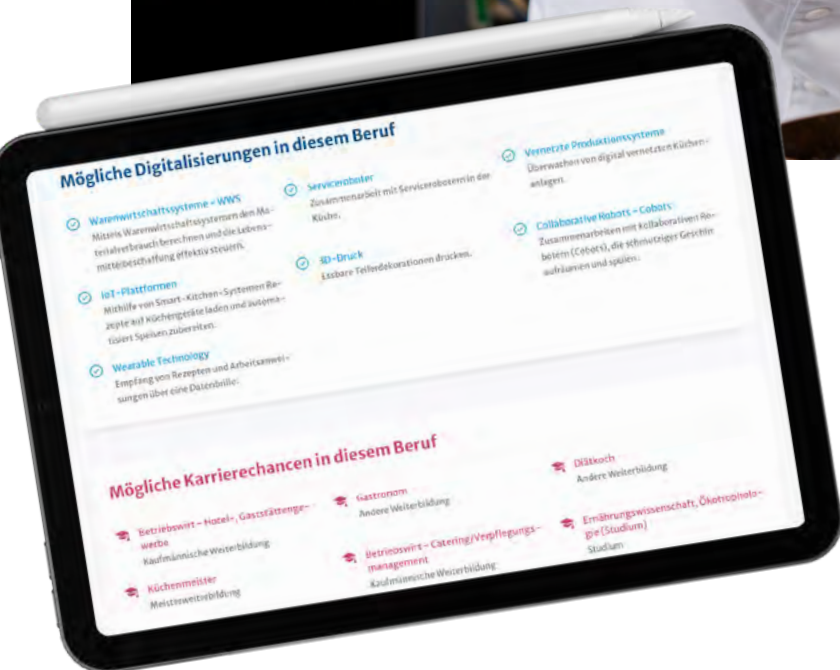 Mögliche Digitalisierungen in diesem Beruf
Warenwirtschaftssysteme - WWS
Mittels Warenwirtschaftssystemen den Ma-
terialverbrauch berechnen und die Lebens-
mittelbeschaffung effektiv steuern.
IoT-Plattformen
Mithilfe von Smart-Kitchen-Systemen Re-
zepte auf Küchengeräte laden und automa-
tisiert Speisen zubereiten.
Wearable Technology
Empfang von Rezepten und Arbeitsanwei-
sungen über eine Datenbrille.
Serviceroboter
Zusammenarbeit mit Servicerobotern in der
Küche.
3D-Druck
Essbare Tellerdekorationen drucken.
Vernetzte Produktionssysteme
Überwachen von digital vernetzten Küchen-
anlagen.
Collaborative Robots - Cobots
Zusammenarbeiten mit kollaborativen Ro-
botern (Cobots), die schmutziges Geschirr
aufräumen und spülen.
Mögliche Karrierechancen in diesem Beruf
Betriebswirt - Hotel-, Gaststättenge-
werbe
Kaufmännische Weiterbildung
Küchenmeister
Meisterweiterbildung
Gastronom
Andere Weiterbildung
Betriebswirt - Catering/Verpflegungs-
management
Kaufmännische Weiterbildung
Diätkoch
Andere Weiterbildung
Ernährungswissenschaft, Ökotropholo-
gie (Studium)
Studium